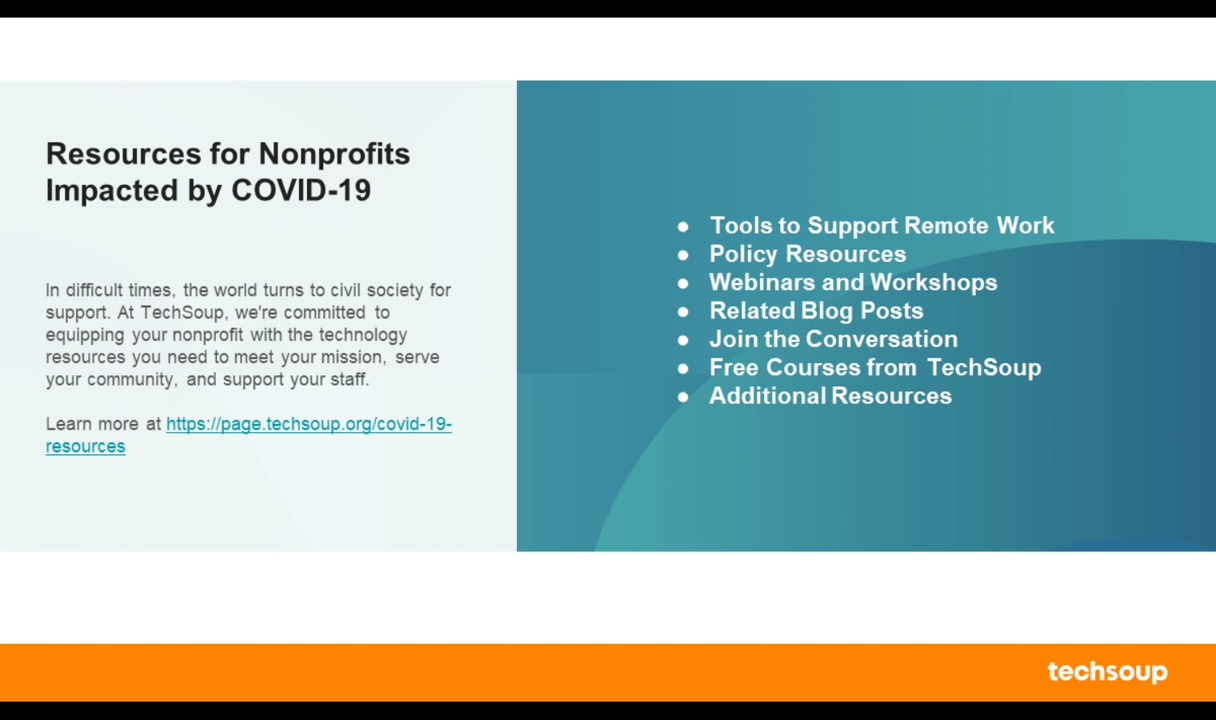 Resources for Nonprofits
Impacted by COVID-19
In difficult times, the world turns to civil society for
support. At TechSoup, we're committed to
equipping your nonprofit with the technology
resources you need to meet your mission, serve
your community, and support your staff.
Learn more at https://page.techsoup.org/covid-19-
resources
● Tools to Support Remote Work
● Policy Resources
● Webinars and Workshops
● Related Blog Posts
● Join the Conversation
● Free Courses from TechSoup
● Additional Resources
techsoup